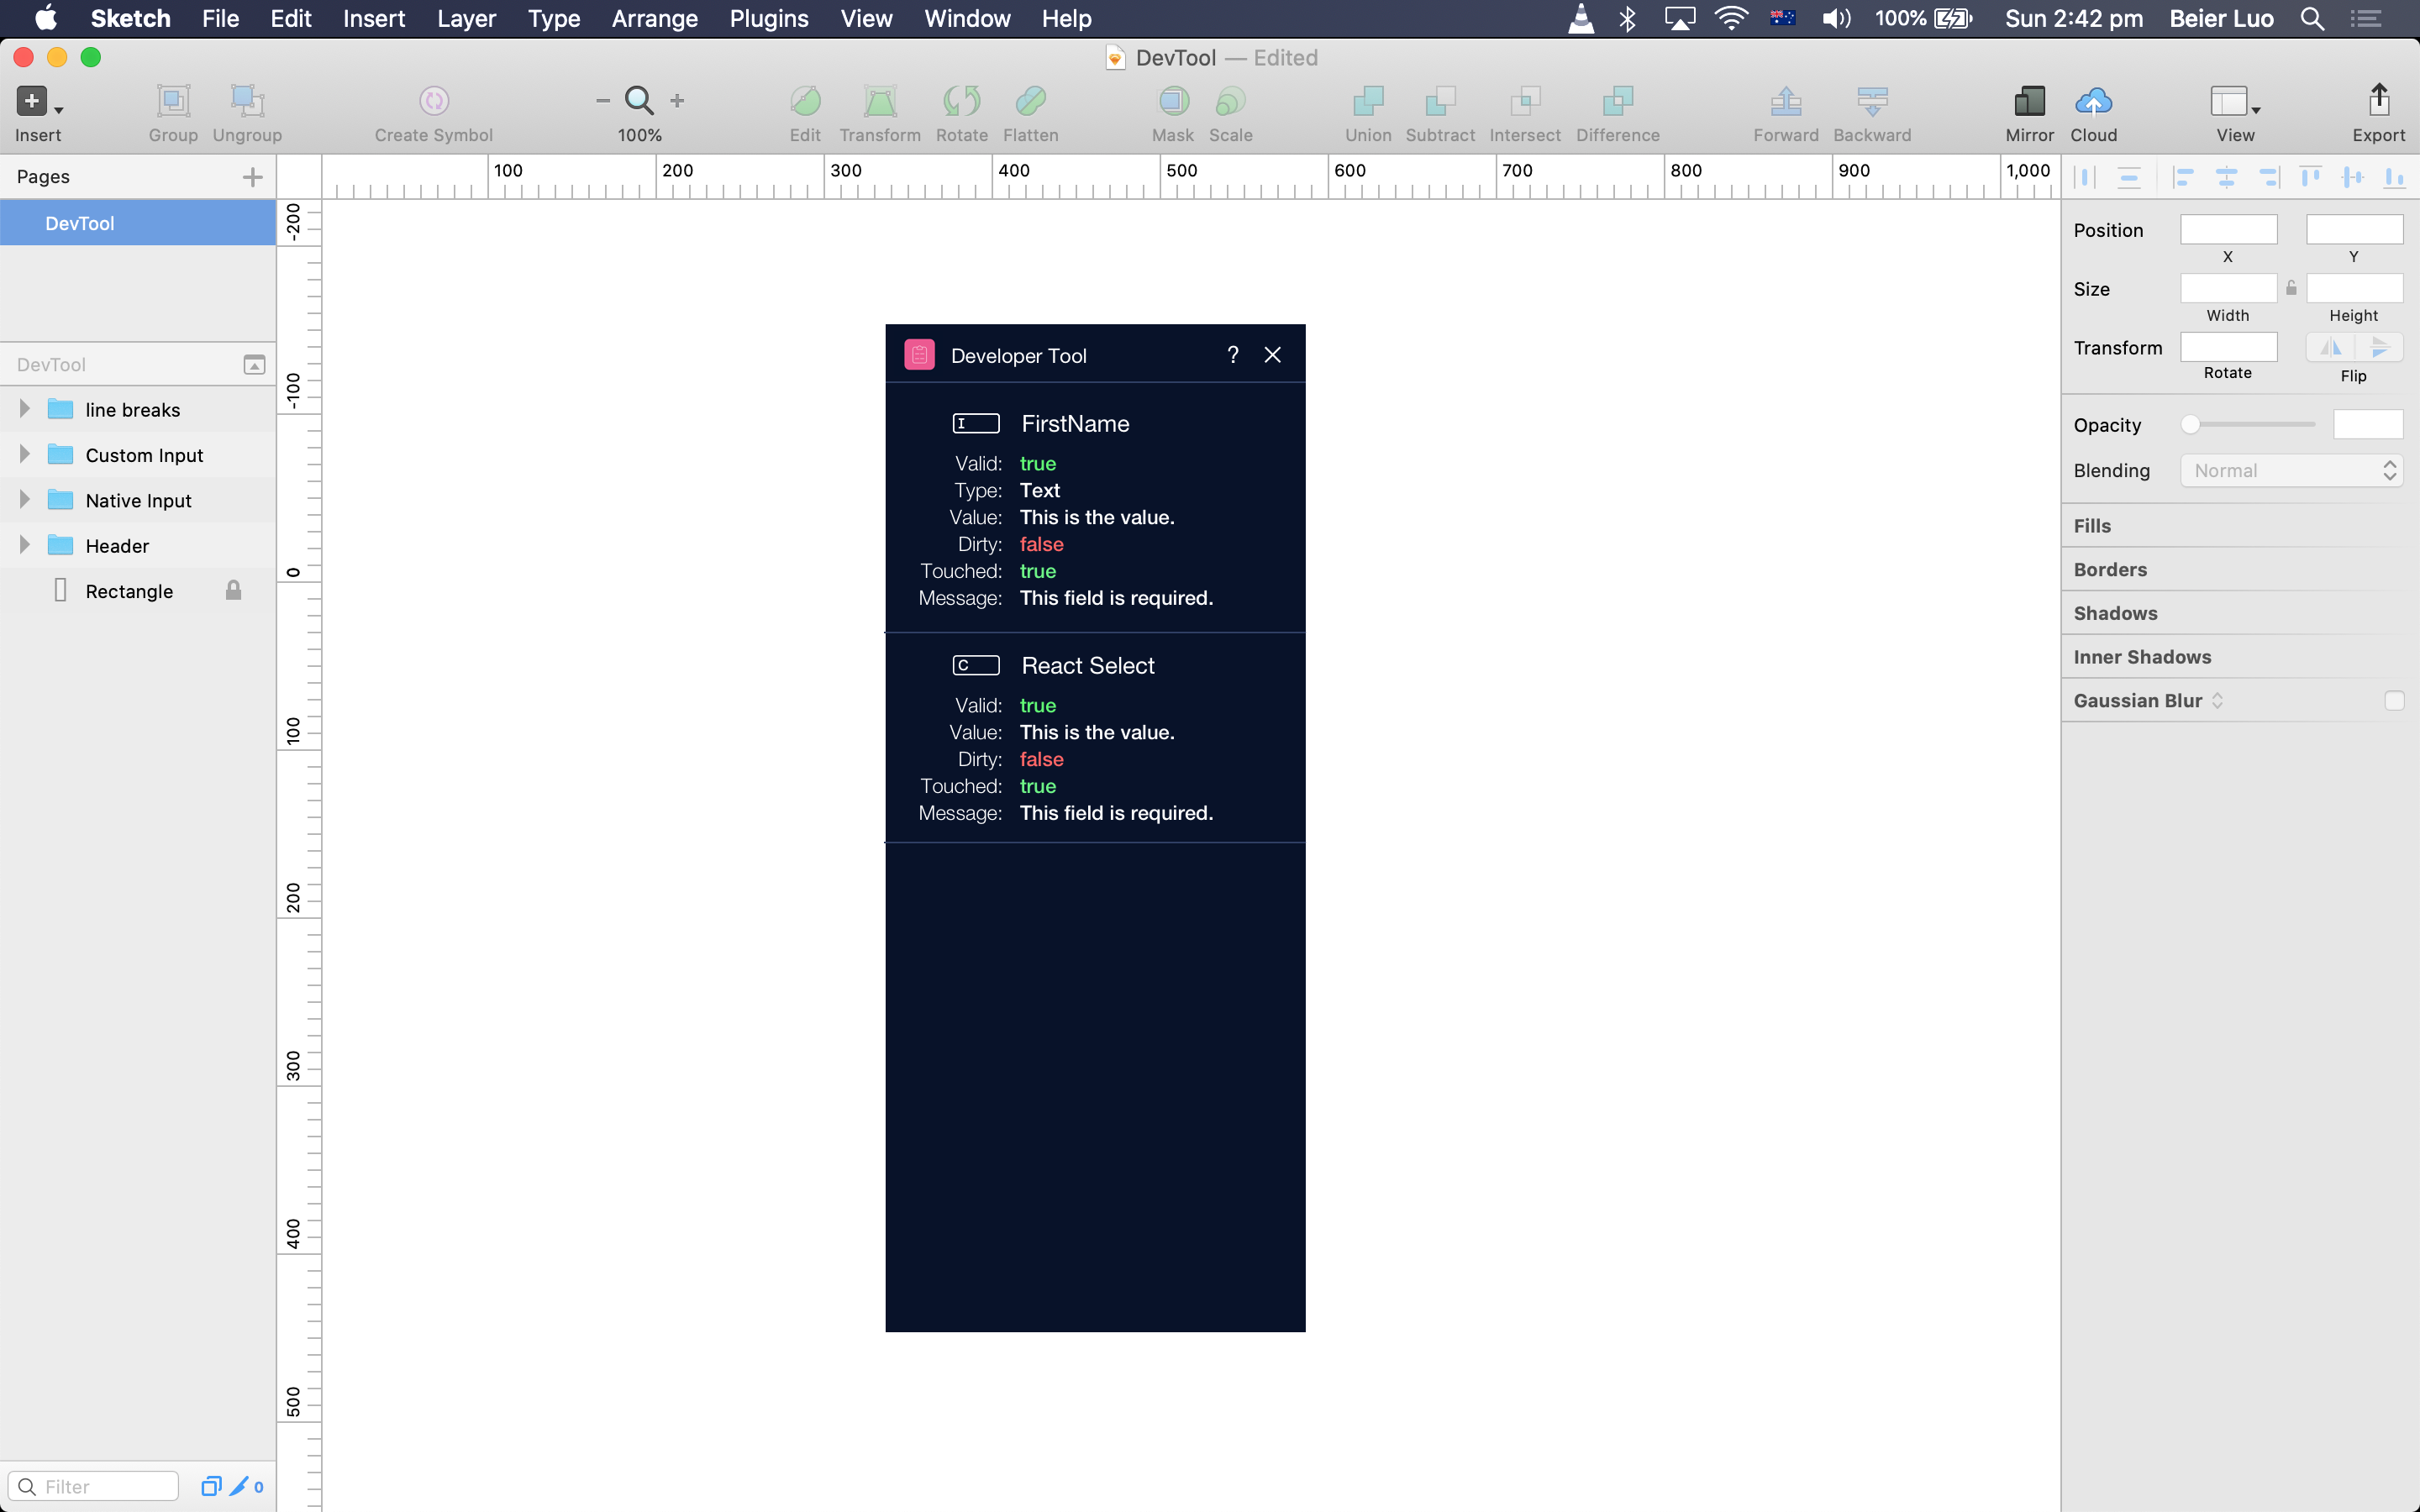 Sketch File Edit Insert Layer Type Arrange Plugins View Window Help 100% Sun 2:42 pm Beier Luo
DevTool — Edited
Insert Group Ungroup Create Symbol 100% Edit Transform Rotate Flatten Mask Scale Union Subtract Intersect Difference Forward Backward Mirror Cloud View Export
Pages
100 200 300 400 500 600 700 800 900 1,000
DevTool
DevTool
line breaks
Custom Input
Native Input
Header
Rectangle
Filter
0
-200
-100
0
100
200
300
400
500
Developer Tool ?
I FirstName
Valid: true
Type: Text
Value: This is the value.
Dirty: false
Touched: true
Message: This field is required.
C React Select
Valid: true
Value: This is the value.
Dirty: false
Touched: true
Message: This field is required.
Position
X Y
Size
Width Height
Transform
Rotate Flip
Opacity
Blending Normal
Fills
Borders
Shadows
Inner Shadows
Gaussian Blur